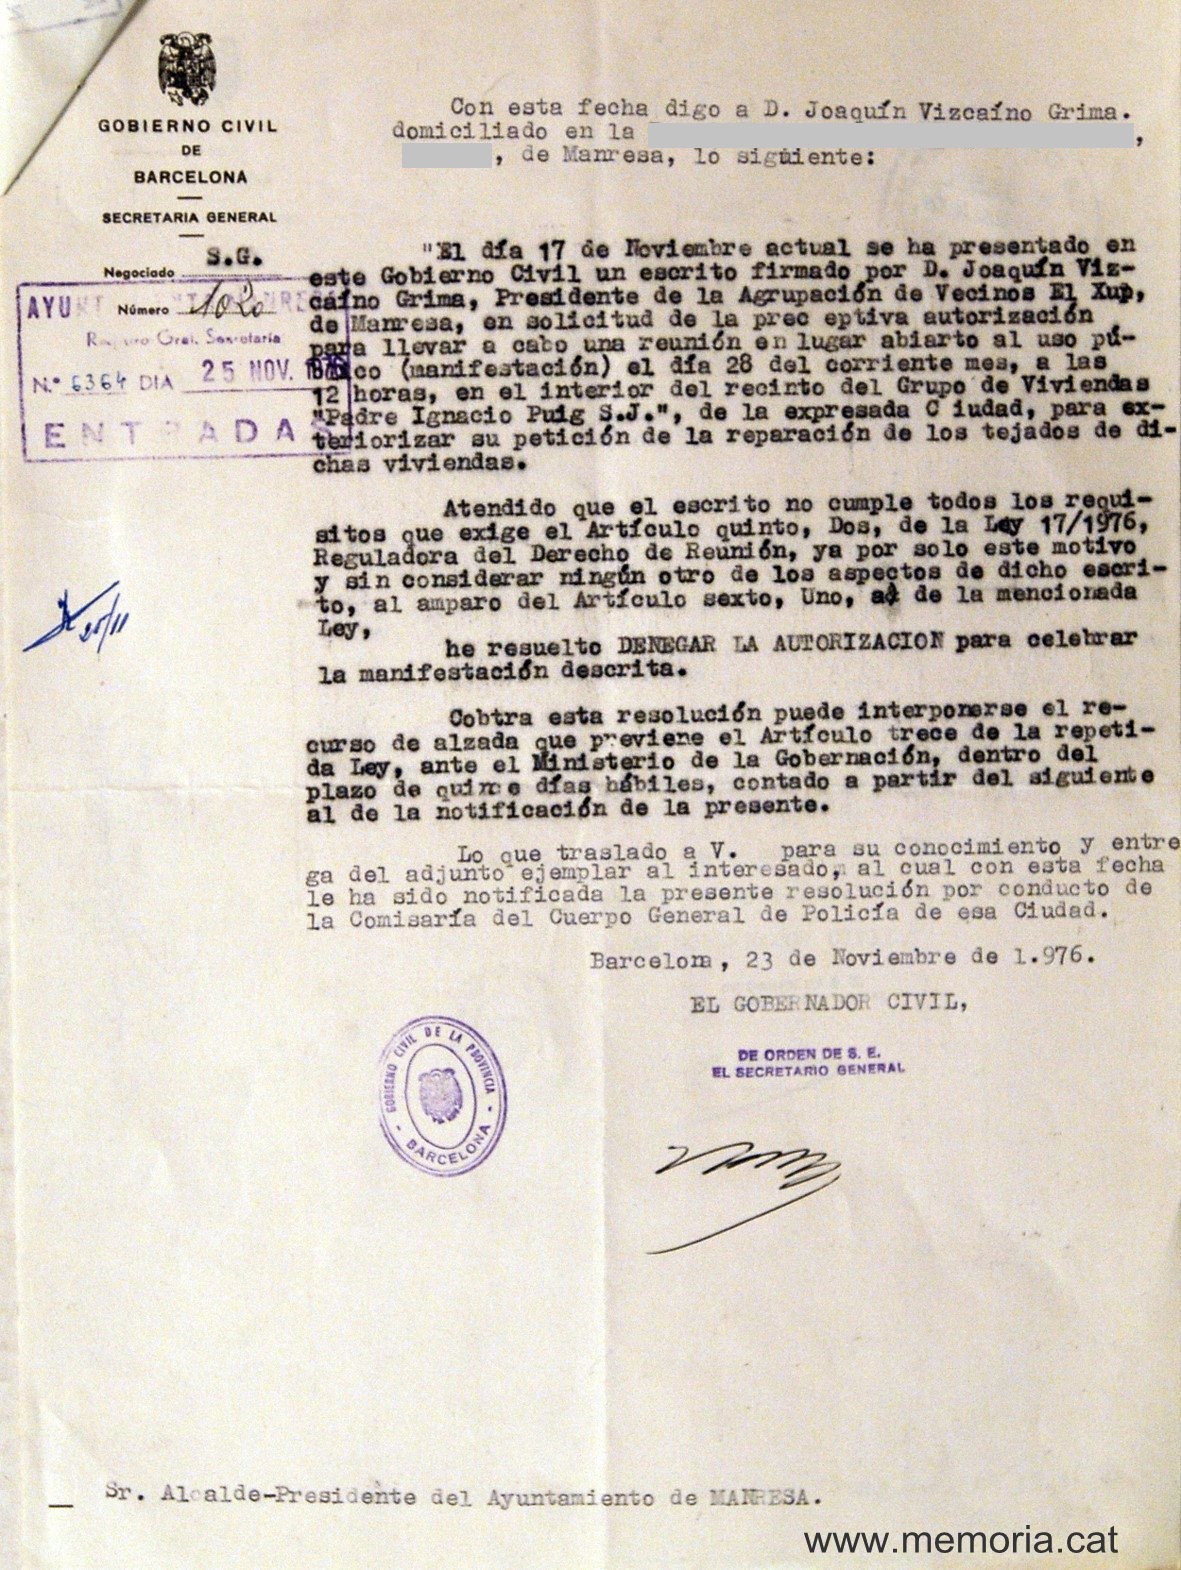 GOBIERNO CIVIL
DE
BARCELONA
SECRETARIA GENERAL
Negociado S.G.
Número 1020
AYU
Registro Gral. Secretaría
N.º 6364 DIA 25 NOV. 1976
ENTRADA
25/11
Con esta fecha digo a D. Joaquín Vizcaíno Grima.
domiciliado en la ,
, de Manresa, lo siguiente:
"El día 17 de Noviembre actual se ha presentado en
este Gobierno Civil un escrito firmado por D. Joaquín Viz-
caíno Grima, Presidente de la Agrupación de Vecinos El Xup,
de Manresa, en solicitud de la prec eptiva autorización
para llevar a cabo una reunión en lugar abiarto al uso pú-
blico (manifestación) el día 28 del corriente mes, a las
12 horas, en el interior del recinto del Grupo de Viviendas
"Padre Ignacio Puig S.J.", de la expresada C iudad, para ex-
teriorizar su petición de la reparación de los tejados de di-
chas viviendas.
Atendido que el escrito no cumple todos los requi-
sitos que exige el Artículo quinto, Dos, de la Ley 17/1976,
Reguladora del Derecho de Reunión, ya por solo este motivo
y sin considerar ningún otro de los aspectos de dicho escri-
to, al amparo del Artículo sexto, Uno, de la mencionada
Ley,
he resuelto DENEGAR LA AUTORIZACION para celebrar
la manifestación descrita.
Cobtra esta resolución puede interponerse el re-
curso de alzada que previene el Artículo trece de la repeti-
da Ley, ante el Ministerio de la Gobernación, dentro del
plazo de quince días hábiles, contado a partir del siguiente
al de la notificación de la presente.
Lo que traslado a V. para su conocimiento y entre
ga del adjunto ejemplar al interesado, al cual con esta fecha
le ha sido notificada la presente resolución por conducto de
la Comisaría del Cuerpo General de Policía de esa Ciudad.
Barcelona, 23 de Noviembre de 1.976.
EL GOBERNADOR CIVIL,
DE ORDEN DE S. E.
EL SECRETARIO GENERAL
GOBIERNO CIVIL DE LA PROVINCIA
BARCELONA
Sr. Alcalde-Presidente del Ayuntamiento de MANRESA.
www.memoria.cat